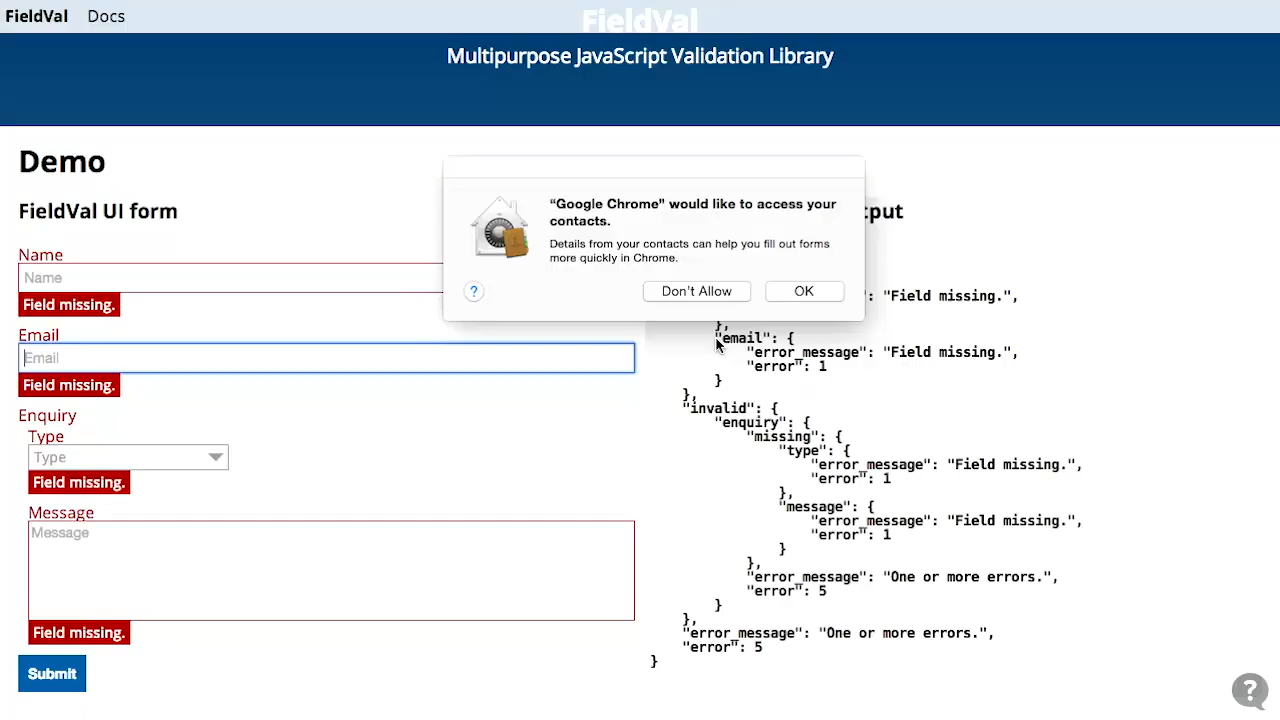 FieldVal Docs
FieldVal
Multipurpose JavaScript Validation Library
Demo
FieldVal UI form
Name
Name
Field missing.
Email
Email
Field missing.
Enquiry
Type
Type
Field missing.
Message
Message
Field missing.
Submit
“Google Chrome” would like to access your
contacts.
Details from your contacts can help you fill out forms
more quickly in Chrome.
?
Don't Allow
OK
: "Field missing.",
},
"email": {
"error_message": "Field missing.",
"error": 1
}
},
"invalid": {
"enquiry": {
"missing": {
"type": {
"error_message": "Field missing.",
"error": 1
},
"message": {
"error_message": "Field missing.",
"error": 1
}
},
"error_message": "One or more errors.",
"error": 5
}
},
"error_message": "One or more errors.",
"error": 5
}
?